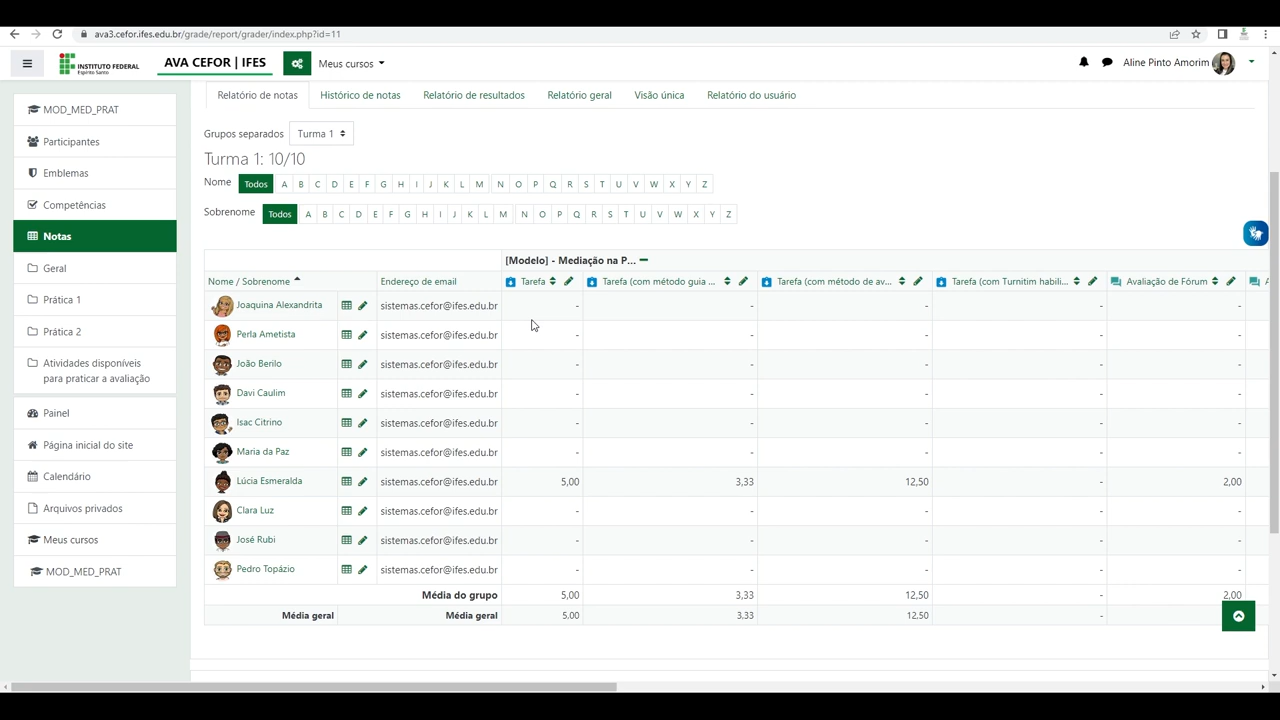 ava3.cefor.ifes.edu.br/grade/report/grader/index.php?id=11
INSTITUTO FEDERAL
Espírito Santo
AVA CEFOR | IFES
Meus cursos
Aline Pinto Amorim
MOD_MED_PRAT
Participantes
Emblemas
Competências
Notas
Geral
Prática 1
Prática 2
Atividades disponíveis
para praticar a avaliação
Painel
Página inicial do site
Calendário
Arquivos privados
Meus cursos
MOD_MED_PRAT
Relatório de notas Histórico de notas Relatório de resultados Relatório geral Visão única Relatório do usuário
Grupos separados Turma 1
Turma 1: 10/10
Nome Todos A B C D E F G H I J K L M N O P Q R S T U V W X Y Z
Sobrenome Todos A B C D E F G H I J K L M N O P Q R S T U V W X Y Z
[Modelo] - Mediação na P...
Nome / Sobrenome Endereço de email Tarefa Tarefa (com método guia ... Tarefa (com método de av... Tarefa (com Turnitim habili... Avaliação de Fórum
Joaquina Alexandrita sistemas.cefor@ifes.edu.br - - - - -
Perla Ametista sistemas.cefor@ifes.edu.br - - - - -
João Berilo sistemas.cefor@ifes.edu.br - - - - -
Davi Caulim sistemas.cefor@ifes.edu.br - - - - -
Isac Citrino sistemas.cefor@ifes.edu.br - - - - -
Maria da Paz sistemas.cefor@ifes.edu.br - - - - -
Lúcia Esmeralda sistemas.cefor@ifes.edu.br 5,00 3,33 12,50 - 2,00
Clara Luz sistemas.cefor@ifes.edu.br - - - - -
José Rubi sistemas.cefor@ifes.edu.br - - - - -
Pedro Topázio sistemas.cefor@ifes.edu.br - - - - -
Média do grupo 5,00 3,33 12,50 - 2,00
Média geral Média geral 5,00 3,33 12,50 -